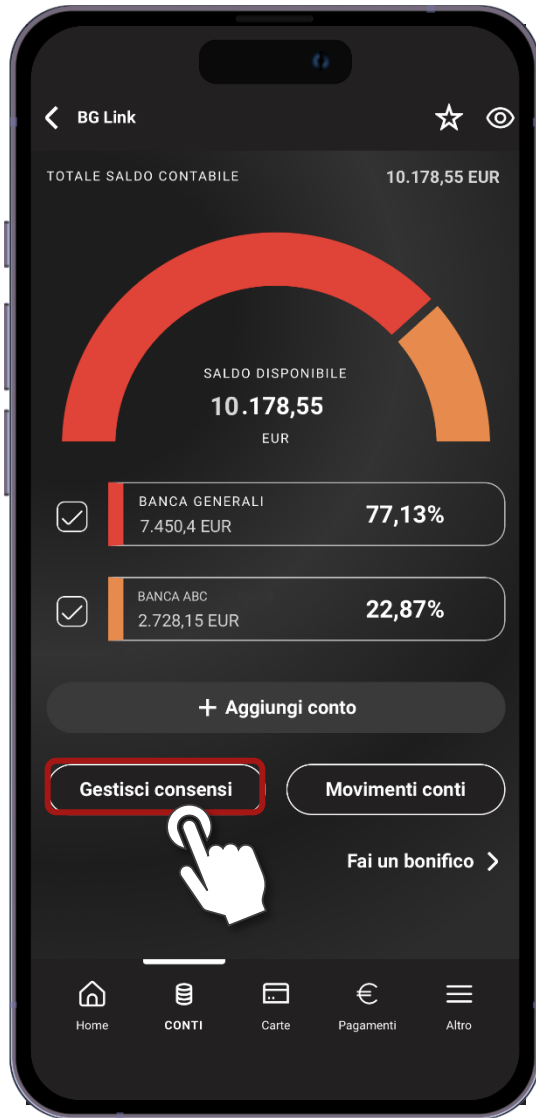 BG Link
TOTALE SALDO CONTABILE 10.178,55 EUR
SALDO DISPONIBILE
10.178,55
EUR
BANCA GENERALI
7.450,4 EUR
77,13%
BANCA ABC
2.728,15 EUR
22,87%
+ Aggiungi conto
Gestisci consensi
Movimenti conti
Fai un bonifico
Home
CONTI
Carte
Pagamenti
Altro